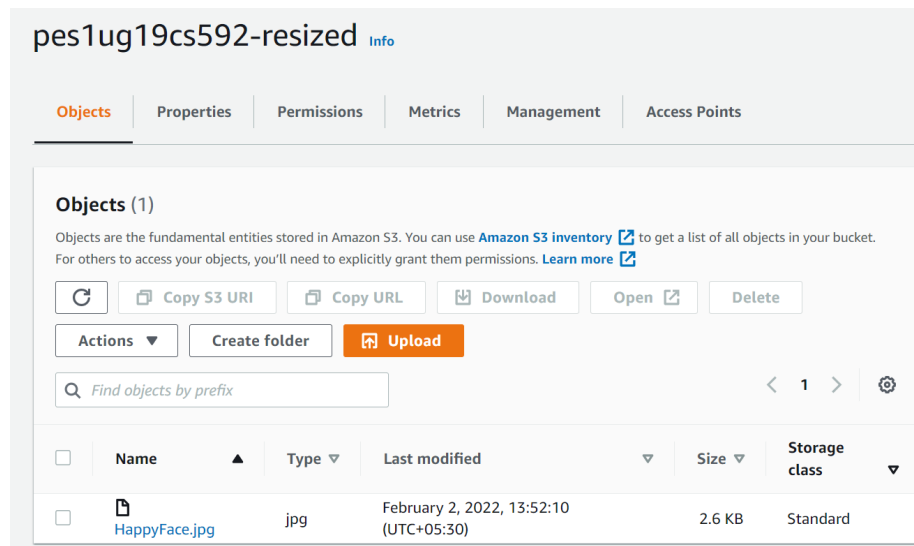 pes1ug19cs592-resized Info
Objects Properties Permissions Metrics Management Access Points
Objects (1)
Objects are the fundamental entities stored in Amazon S3. You can use Amazon S3 inventory to get a list of all objects in your bucket.
For others to access your objects, you'll need to explicitly grant them permissions. Learn more
Copy S3 URI Copy URL Download Open Delete
Actions Create folder Upload
Find objects by prefix 1
Name Type Last modified Size Storage class
HappyFace.jpg jpg February 2, 2022, 13:52:10 (UTC+05:30) 2.6 KB Standard